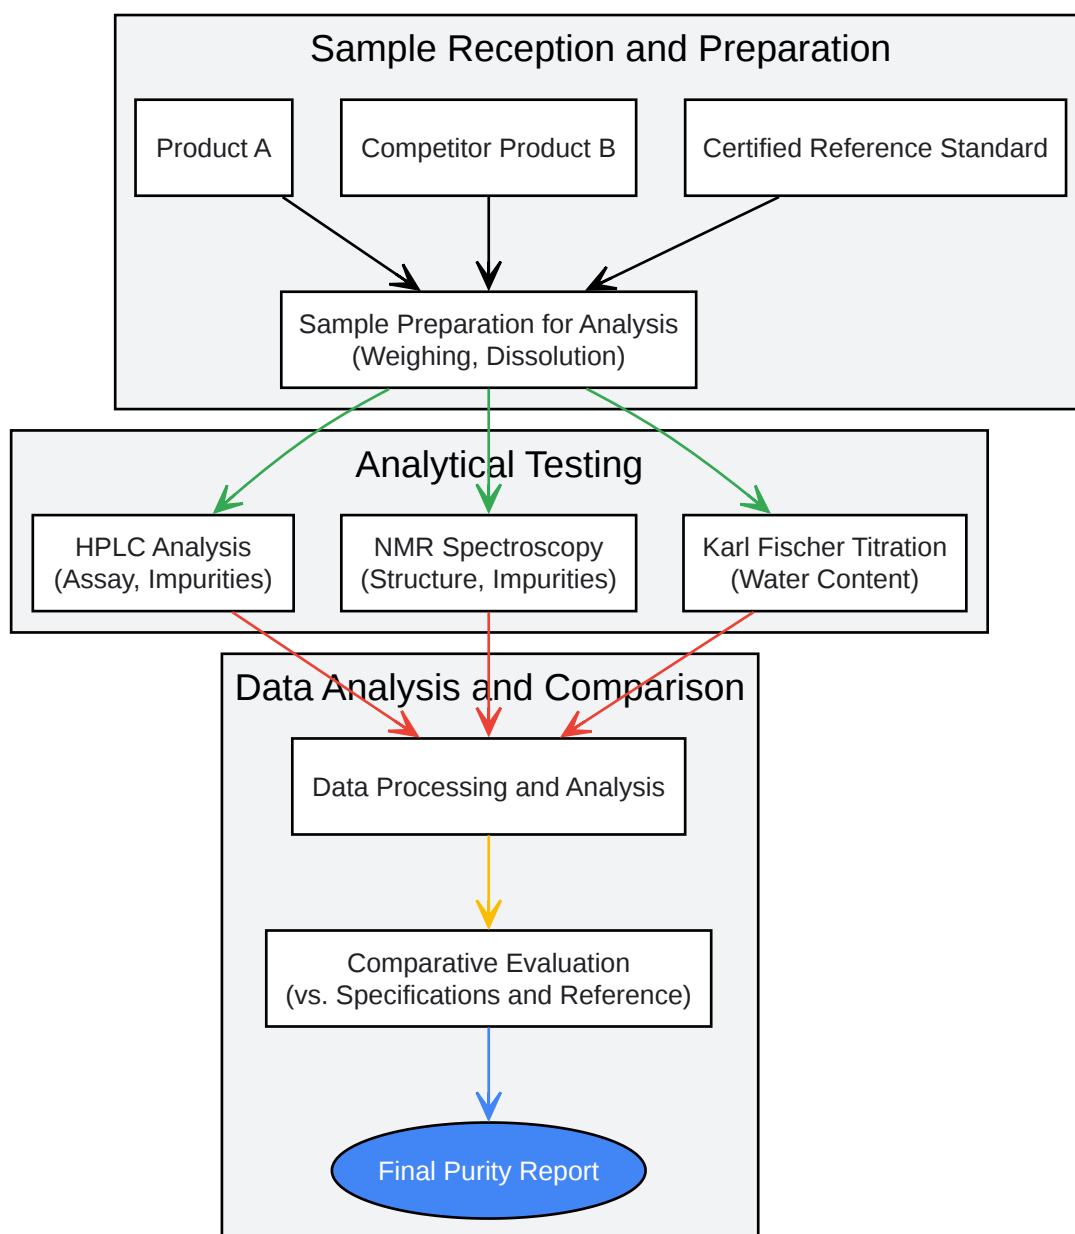 Sample Reception and Preparation
Product A
Competitor Product B
Certified Reference Standard
Sample Preparation for Analysis
(Weighing, Dissolution)
Analytical Testing
HPLC Analysis
(Assay, Impurities)
NMR Spectroscopy
(Structure, Impurities)
Karl Fischer Titration
(Water Content)
Data Analysis and Comparison
Data Processing and Analysis
Comparative Evaluation
(vs. Specifications and Reference)
Final Purity Report